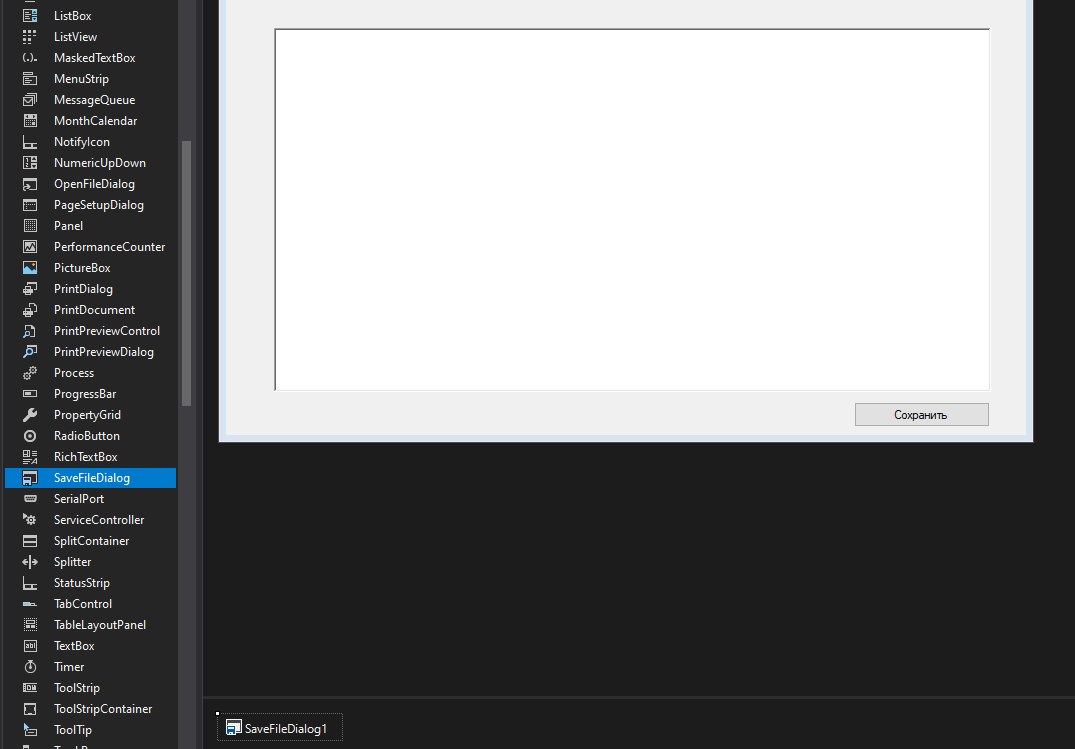 ListBox
ListView
MaskedTextBox
MenuStrip
MessageQueue
MonthCalendar
NotifyIcon
NumericUpDown
OpenFileDialog
PageSetupDialog
Panel
PerformanceCounter
PictureBox
PrintDialog
PrintDocument
PrintPreviewControl
PrintPreviewDialog
Process
ProgressBar
PropertyGrid
RadioButton
RichTextBox
SaveFileDialog
SerialPort
ServiceController
SplitContainer
Splitter
StatusStrip
TabControl
TableLayoutPanel
TextBox
Timer
ToolStrip
ToolStripContainer
ToolTip
Сохранить
SaveFileDialog1